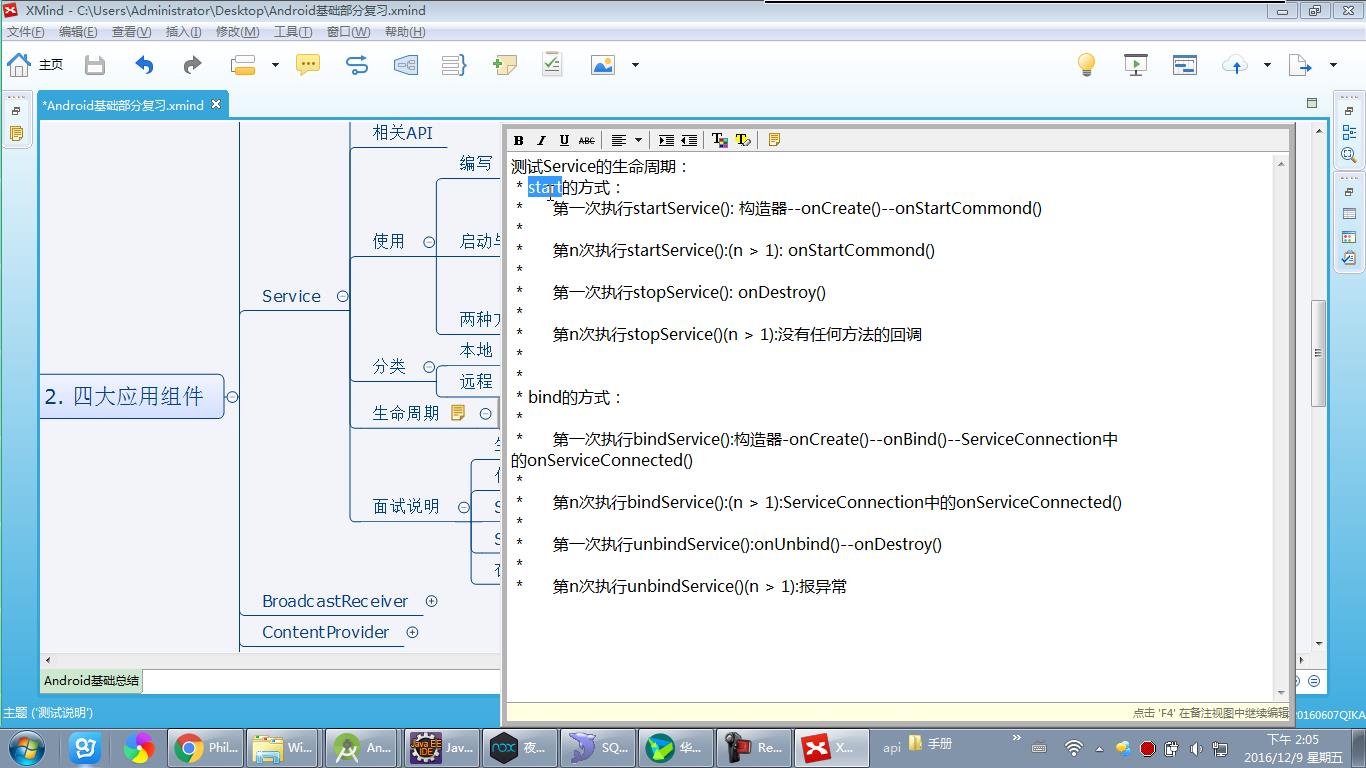 XMind - C:\Users\Administrator\Desktop\Android基础部分复习.xmind
文件(F) 编辑(E) 查看(V) 插入(I) 修改(M) 工具(T) 窗口(W) 帮助(H)
主页
*Android基础部分复习.xmind
相关API
编写
使用
启动与
Service
两种方
分类
本地
远程
2. 四大应用组件
生命周期
面试说明
BroadcastReceiver
ContentProvider
B I U ABC
测试Service的生命周期：
* start的方式：
* 第一次执行startService(): 构造器--onCreate()--onStartCommond()
*
* 第n次执行startService():(n > 1): onStartCommond()
*
* 第一次执行stopService(): onDestroy()
*
* 第n次执行stopService()(n > 1):没有任何方法的回调
*
*
* bind的方式：
*
* 第一次执行bindService():构造器-onCreate()--onBind()--ServiceConnection中
的onServiceConnected()
*
* 第n次执行bindService():(n > 1):ServiceConnection中的onServiceConnected()
*
* 第一次执行unbindService():onUnbind()--onDestroy()
*
* 第n次执行unbindService()(n > 1):报异常
Android基础总结
点击 'F4' 在备注视图中继续编辑
主题 ('测试说明')
0160607QIKA
Phil... Wi... An... Jav... 夜... SQ... 华... Re... X... api 手册
下午 2:05
2016/12/9 星期五